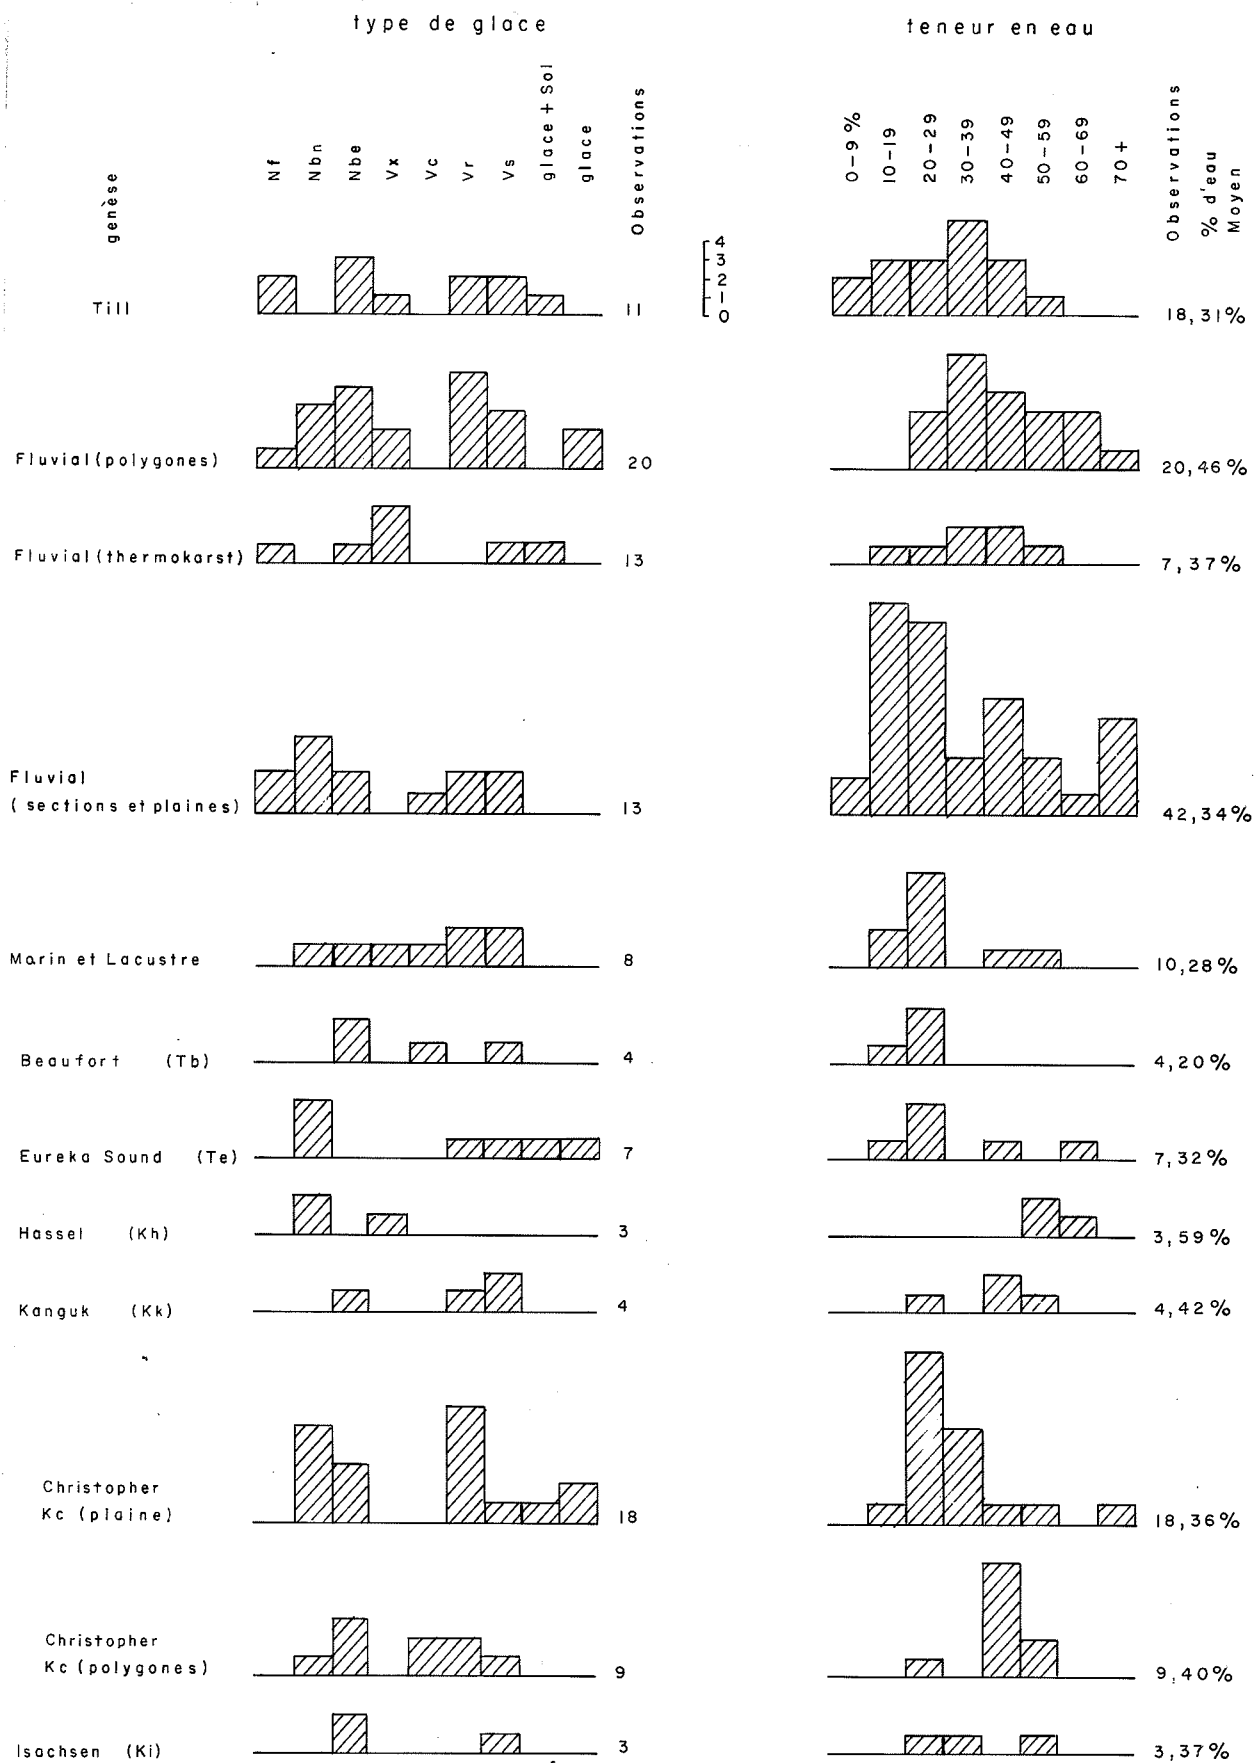 type de glace
teneur en eau
genèse
Nf
Nbn
Nbe
Vx
Vc
Vr
Vs
glace + Sol
glace
Observations
0-9 %
10-19
20-29
30-39
40-49
50-59
60-69
70+
Observations
% d'eau
Moyen
4
3
2
1
0
Till
11
18,31%
Fluvial (polygones)
20
20,46%
Fluvial (thermokarst)
13
7,37%
Fluvial
(sections et plaines)
13
42,34%
Marin et Lacustre
8
10,28%
Beaufort (Tb)
4
4,20%
Eureka Sound (Te)
7
7,32%
Hassel (Kh)
3
3,59%
Kanguk (Kk)
4
4,42%
Christopher
Kc (plaine)
18
18,36%
Christopher
Kc (polygones)
9
9,40%
Isachsen (Ki)
3
3,37%